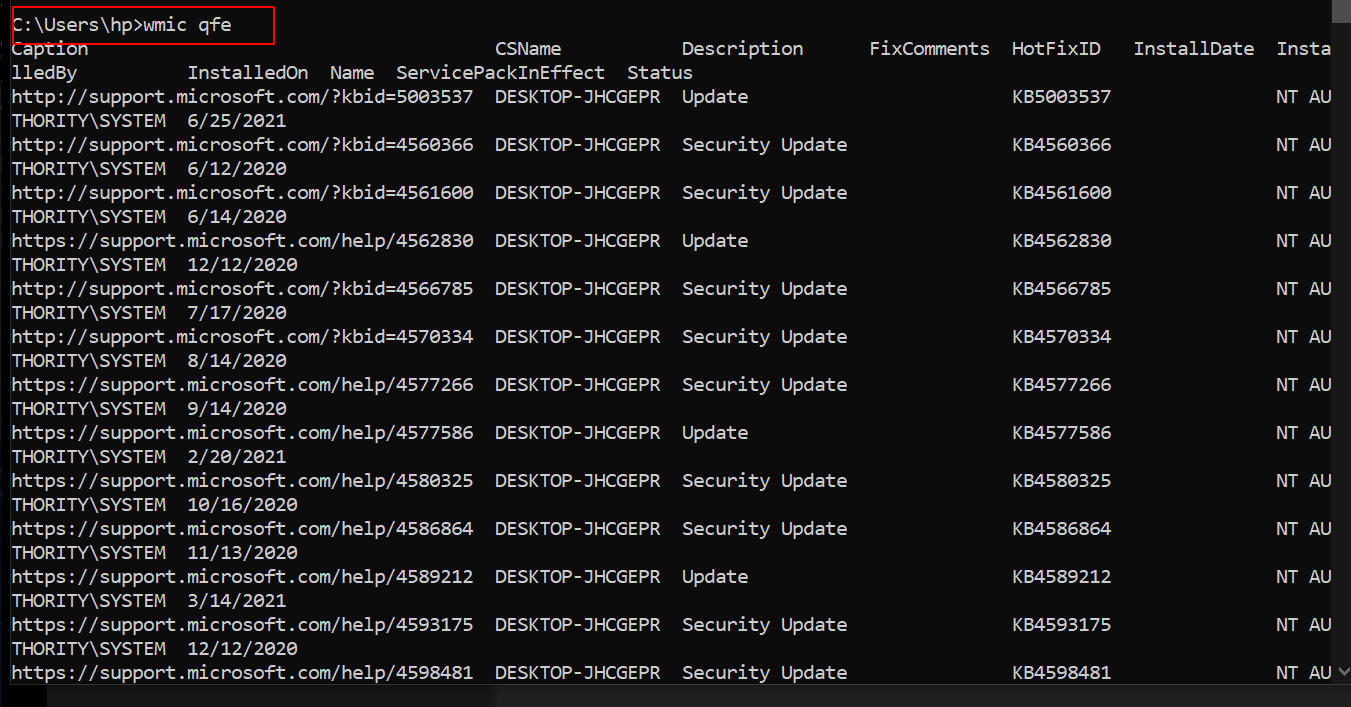 C:\Users\hp>wmic qfe
Caption                                     CSName           Description      FixComments  HotFixID   InstallDate  Insta
lledBy          InstalledOn  Name  ServicePackInEffect  Status
http://support.microsoft.com/?kbid=5003537  DESKTOP-JHCGEPR  Update                        KB5003537               NT AU
THORITY\SYSTEM  6/25/2021
http://support.microsoft.com/?kbid=4560366  DESKTOP-JHCGEPR  Security Update               KB4560366               NT AU
THORITY\SYSTEM  6/12/2020
http://support.microsoft.com/?kbid=4561600  DESKTOP-JHCGEPR  Security Update               KB4561600               NT AU
THORITY\SYSTEM  6/14/2020
https://support.microsoft.com/help/4562830  DESKTOP-JHCGEPR  Update                        KB4562830               NT AU
THORITY\SYSTEM  12/12/2020
http://support.microsoft.com/?kbid=4566785  DESKTOP-JHCGEPR  Security Update               KB4566785               NT AU
THORITY\SYSTEM  7/17/2020
http://support.microsoft.com/?kbid=4570334  DESKTOP-JHCGEPR  Security Update               KB4570334               NT AU
THORITY\SYSTEM  8/14/2020
https://support.microsoft.com/help/4577266  DESKTOP-JHCGEPR  Security Update               KB4577266               NT AU
THORITY\SYSTEM  9/14/2020
https://support.microsoft.com/help/4577586  DESKTOP-JHCGEPR  Update                        KB4577586               NT AU
THORITY\SYSTEM  2/20/2021
https://support.microsoft.com/help/4580325  DESKTOP-JHCGEPR  Security Update               KB4580325               NT AU
THORITY\SYSTEM  10/16/2020
https://support.microsoft.com/help/4586864  DESKTOP-JHCGEPR  Security Update               KB4586864               NT AU
THORITY\SYSTEM  11/13/2020
https://support.microsoft.com/help/4589212  DESKTOP-JHCGEPR  Update                        KB4589212               NT AU
THORITY\SYSTEM  3/14/2021
https://support.microsoft.com/help/4593175  DESKTOP-JHCGEPR  Security Update               KB4593175               NT AU
THORITY\SYSTEM  12/12/2020
https://support.microsoft.com/help/4598481  DESKTOP-JHCGEPR  Security Update               KB4598481               NT AU